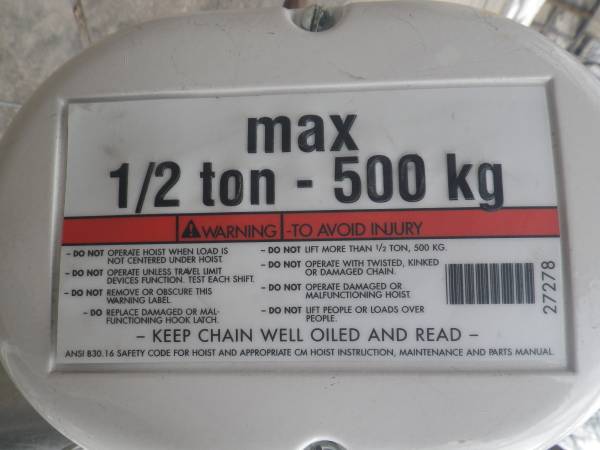 max
1/2 ton - 500 kg
WARNING -TO AVOID INJURY
- DO NOT OPERATE HOIST WHEN LOAD IS
NOT CENTERED UNDER HOIST.
- DO NOT OPERATE UNLESS TRAVEL LIMIT
DEVICES FUNCTION. TEST EACH SHIFT.
- DO NOT REMOVE OR OBSCURE THIS
WARNING LABEL.
- DO REPLACE DAMAGED OR MAL-
FUNCTIONING HOOK LATCH.
- DO NOT LIFT MORE THAN 1/2 TON, 500 KG.
- DO NOT OPERATE WITH TWISTED, KINKED
OR DAMAGED CHAIN.
- DO NOT OPERATE DAMAGED OR
MALFUNCTIONING HOIST.
- DO NOT LIFT PEOPLE OR LOADS OVER
PEOPLE.
27278
- KEEP CHAIN WELL OILED AND READ -
ANSI B30.16 SAFETY CODE FOR HOIST AND APPROPRIATE CM HOIST INSTRUCTION, MAINTENANCE AND PARTS MANUAL